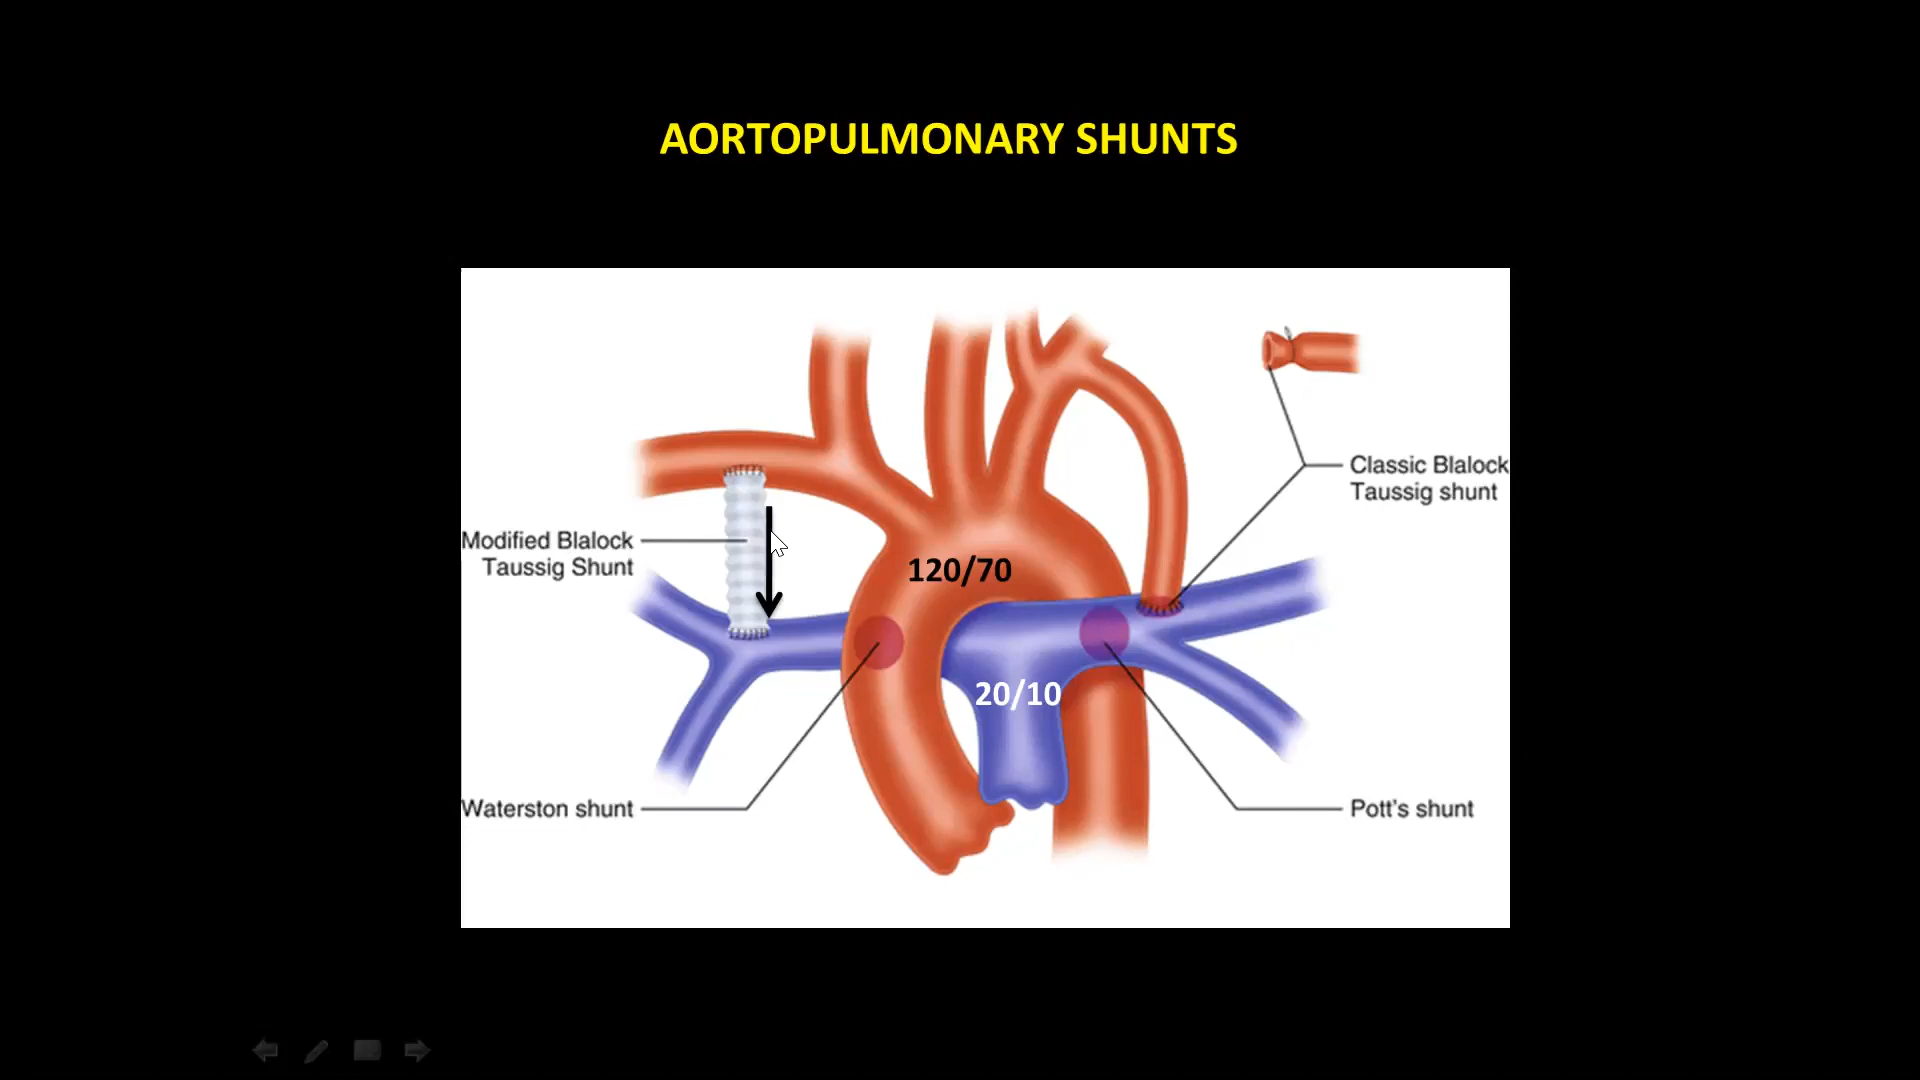 AORTOPULMONARY SHUNTS
Classic Blalock
Taussig shunt
Modified Blalock
Taussig Shunt
120/70
20/10
Waterston shunt
Pott's shunt